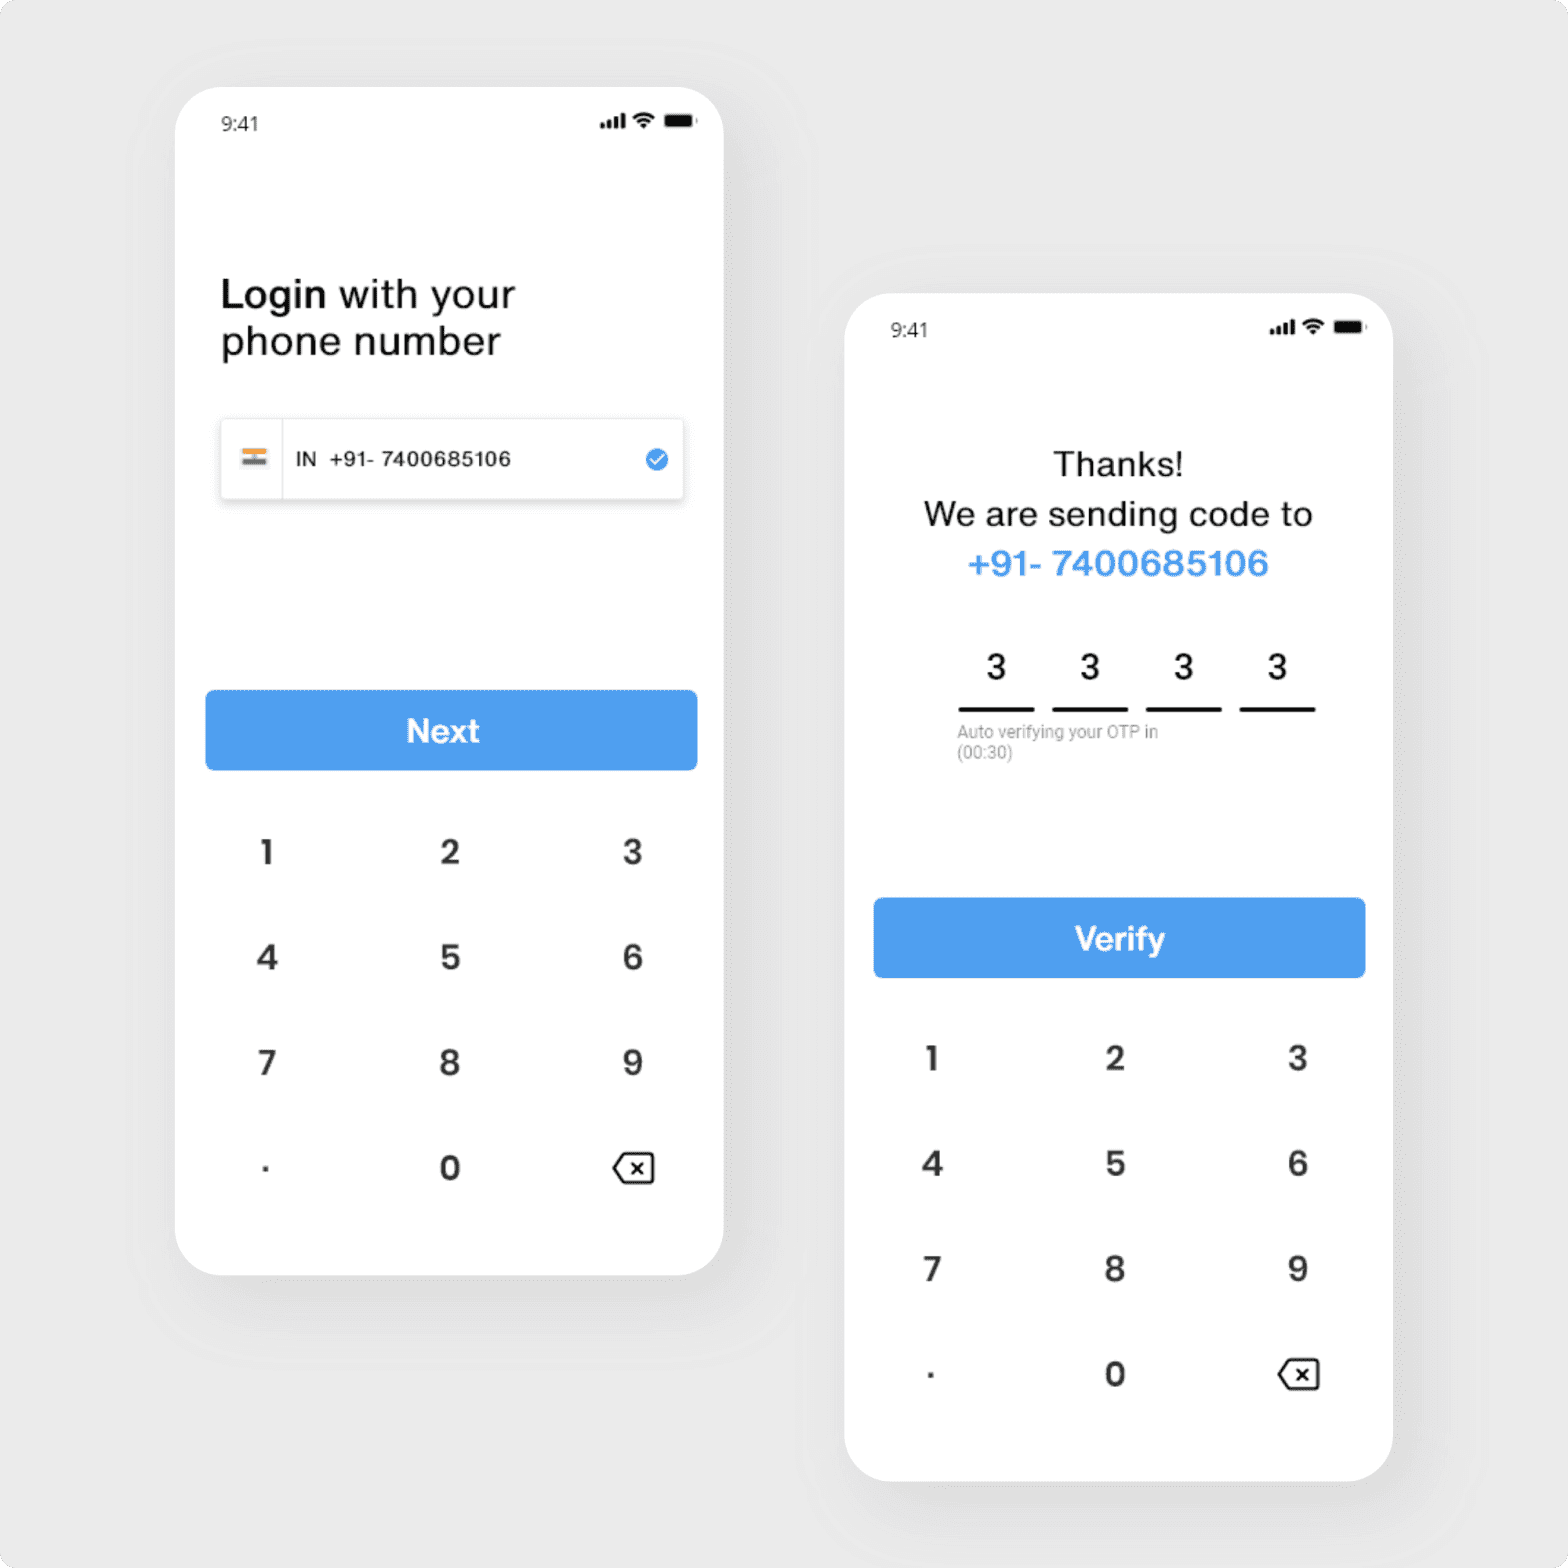 9:41
Login with your
phone number
IN +91- 7400685106
Next
1 2 3
4 5 6
7 8 9
. 0
9:41
Thanks!
We are sending code to
+91- 7400685106
3 3 3 3
Auto verifying your OTP in
(00:30)
Verify
1 2 3
4 5 6
7 8 9
. 0